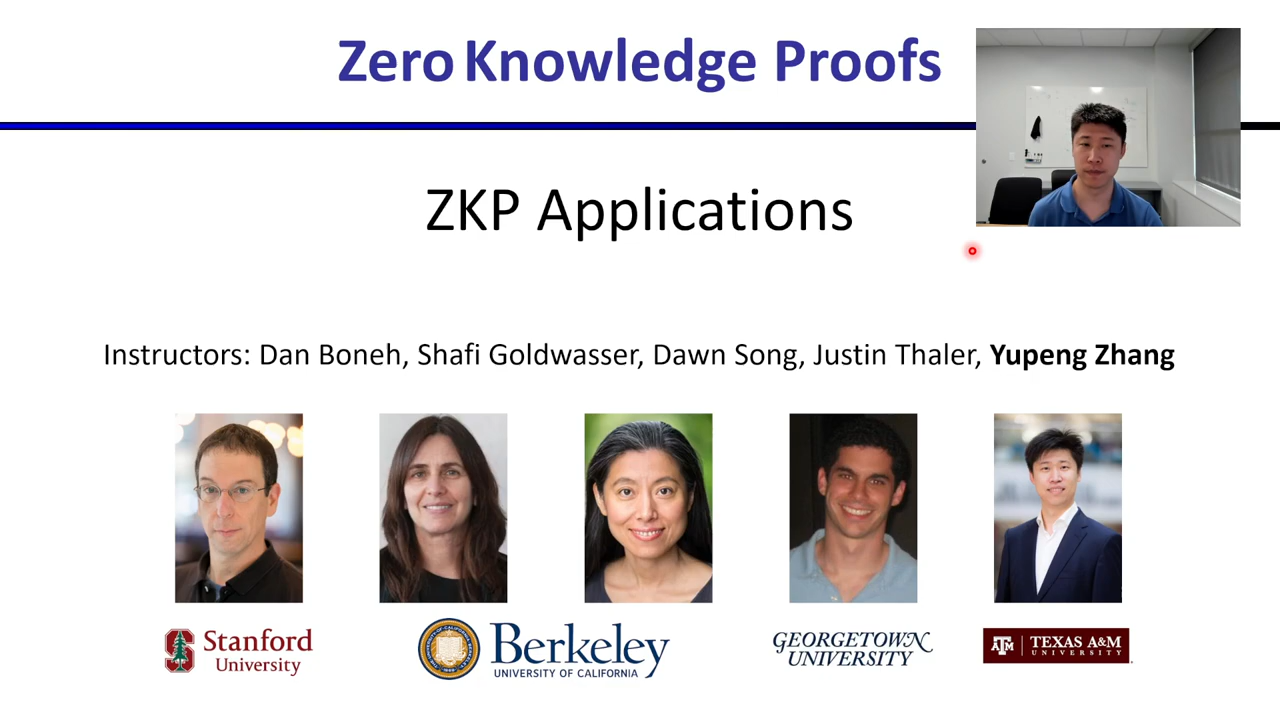 Zero Knowledge Proofs
ZKP Applications
Instructors: Dan Boneh, Shafi Goldwasser, Dawn Song, Justin Thaler, Yupeng Zhang
Stanford
University
Berkeley
UNIVERSITY OF CALIFORNIA
GEORGETOWN
UNIVERSITY
TEXAS A&M
UNIVERSITY